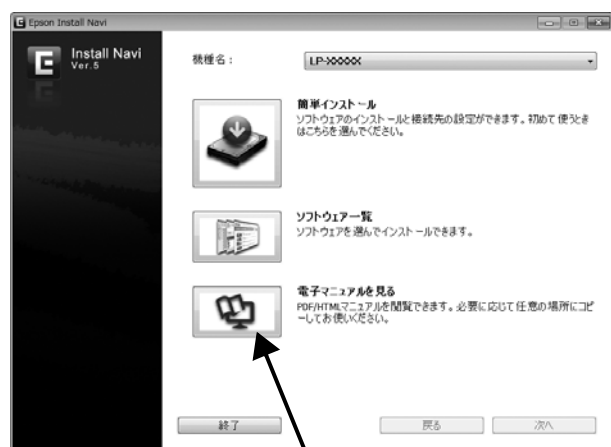 Epson Install Navi
Install Navi
Ver.5
機種名：
LP-XXXXX
簡単インストール
ソフトウェアのインストールと接続先の設定ができます。初めて使うとき
はこちらを選んでください。
ソフトウェア一覧
ソフトウェアを選んでインストールできます。
電子マニュアルを見る
PDF/HTMLマニュアルを閲覧できます。必要に応じて任意の場所にコピ
ーしてお使いください。
終了
戻る
次へ